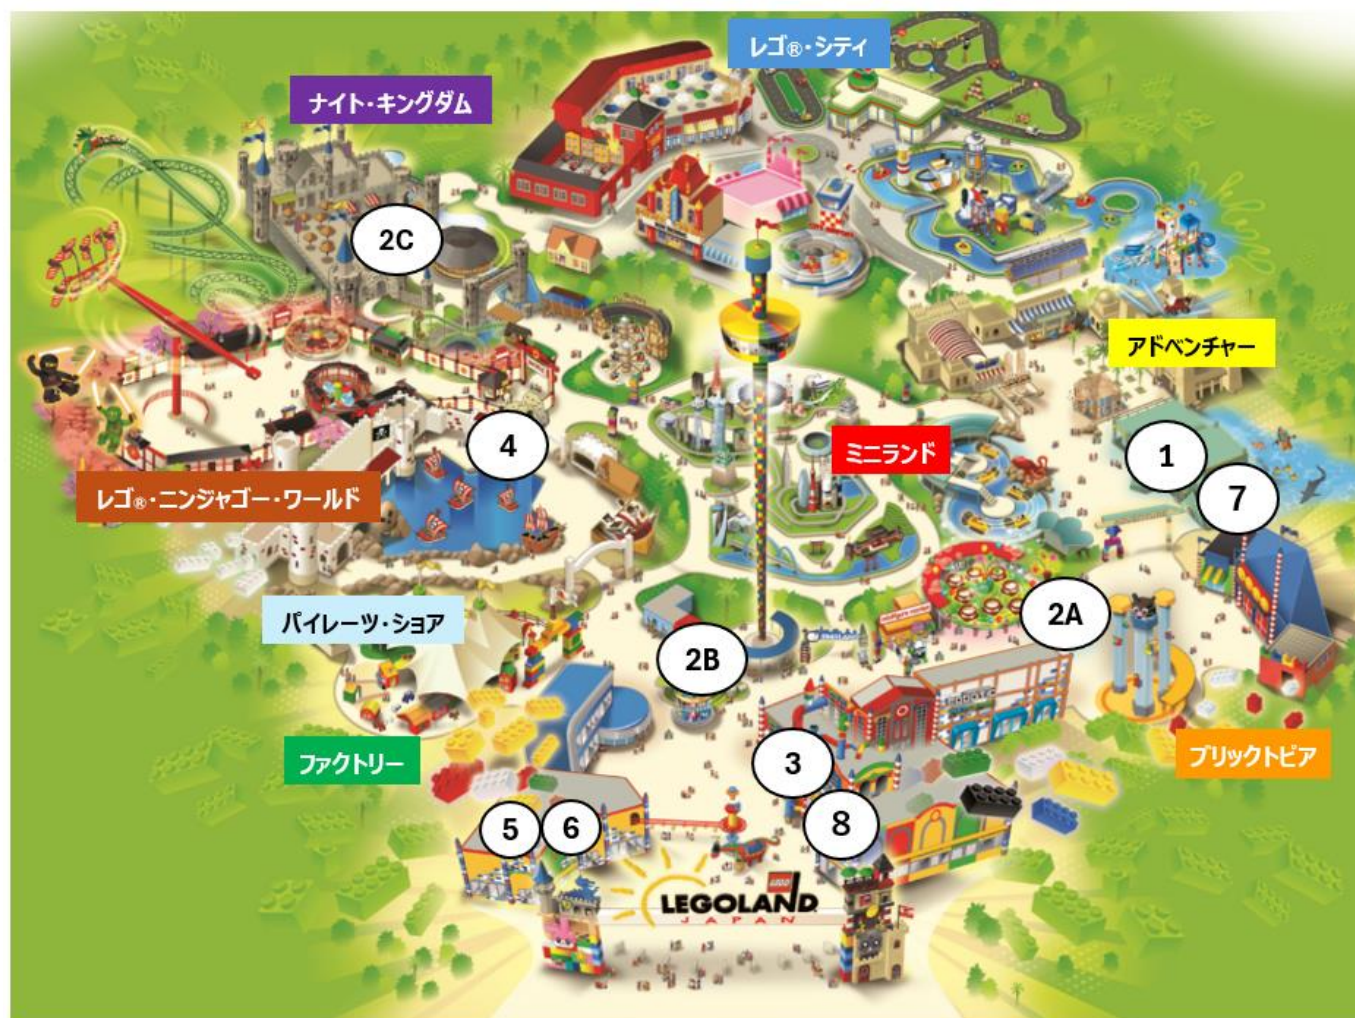 レゴ®・シティ
ナイト・キングダム
2C
アドベンチャー
4
ミニランド
1
レゴ®・ニンジャゴー・ワールド
7
パイレーツ・ショア
2A
2B
ファクトリー
3
ブリックトピア
5
6
8
LEGO
LEGOLAND
JAPAN